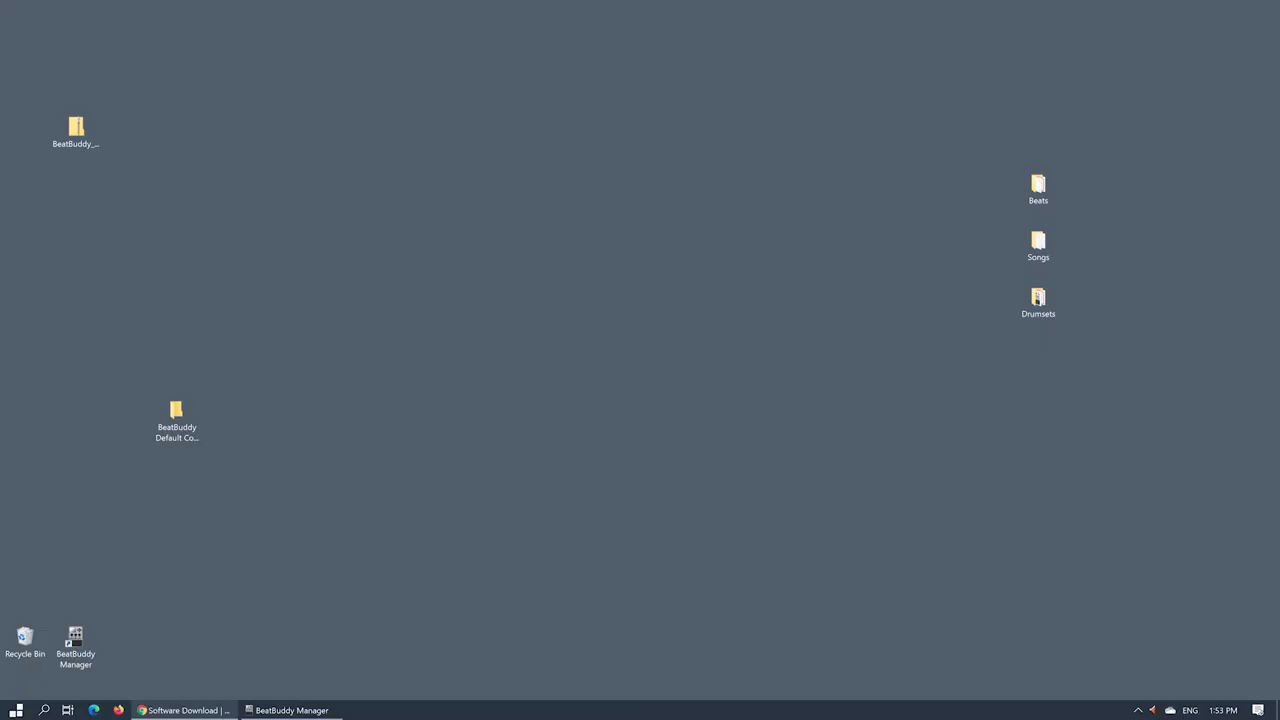 BeatBuddy_...
Beats
Songs
Drumsets
BeatBuddy
Default Co...
Recycle Bin
BeatBuddy
Manager
Software Download | ...
BeatBuddy Manager
ENG
1:53 PM